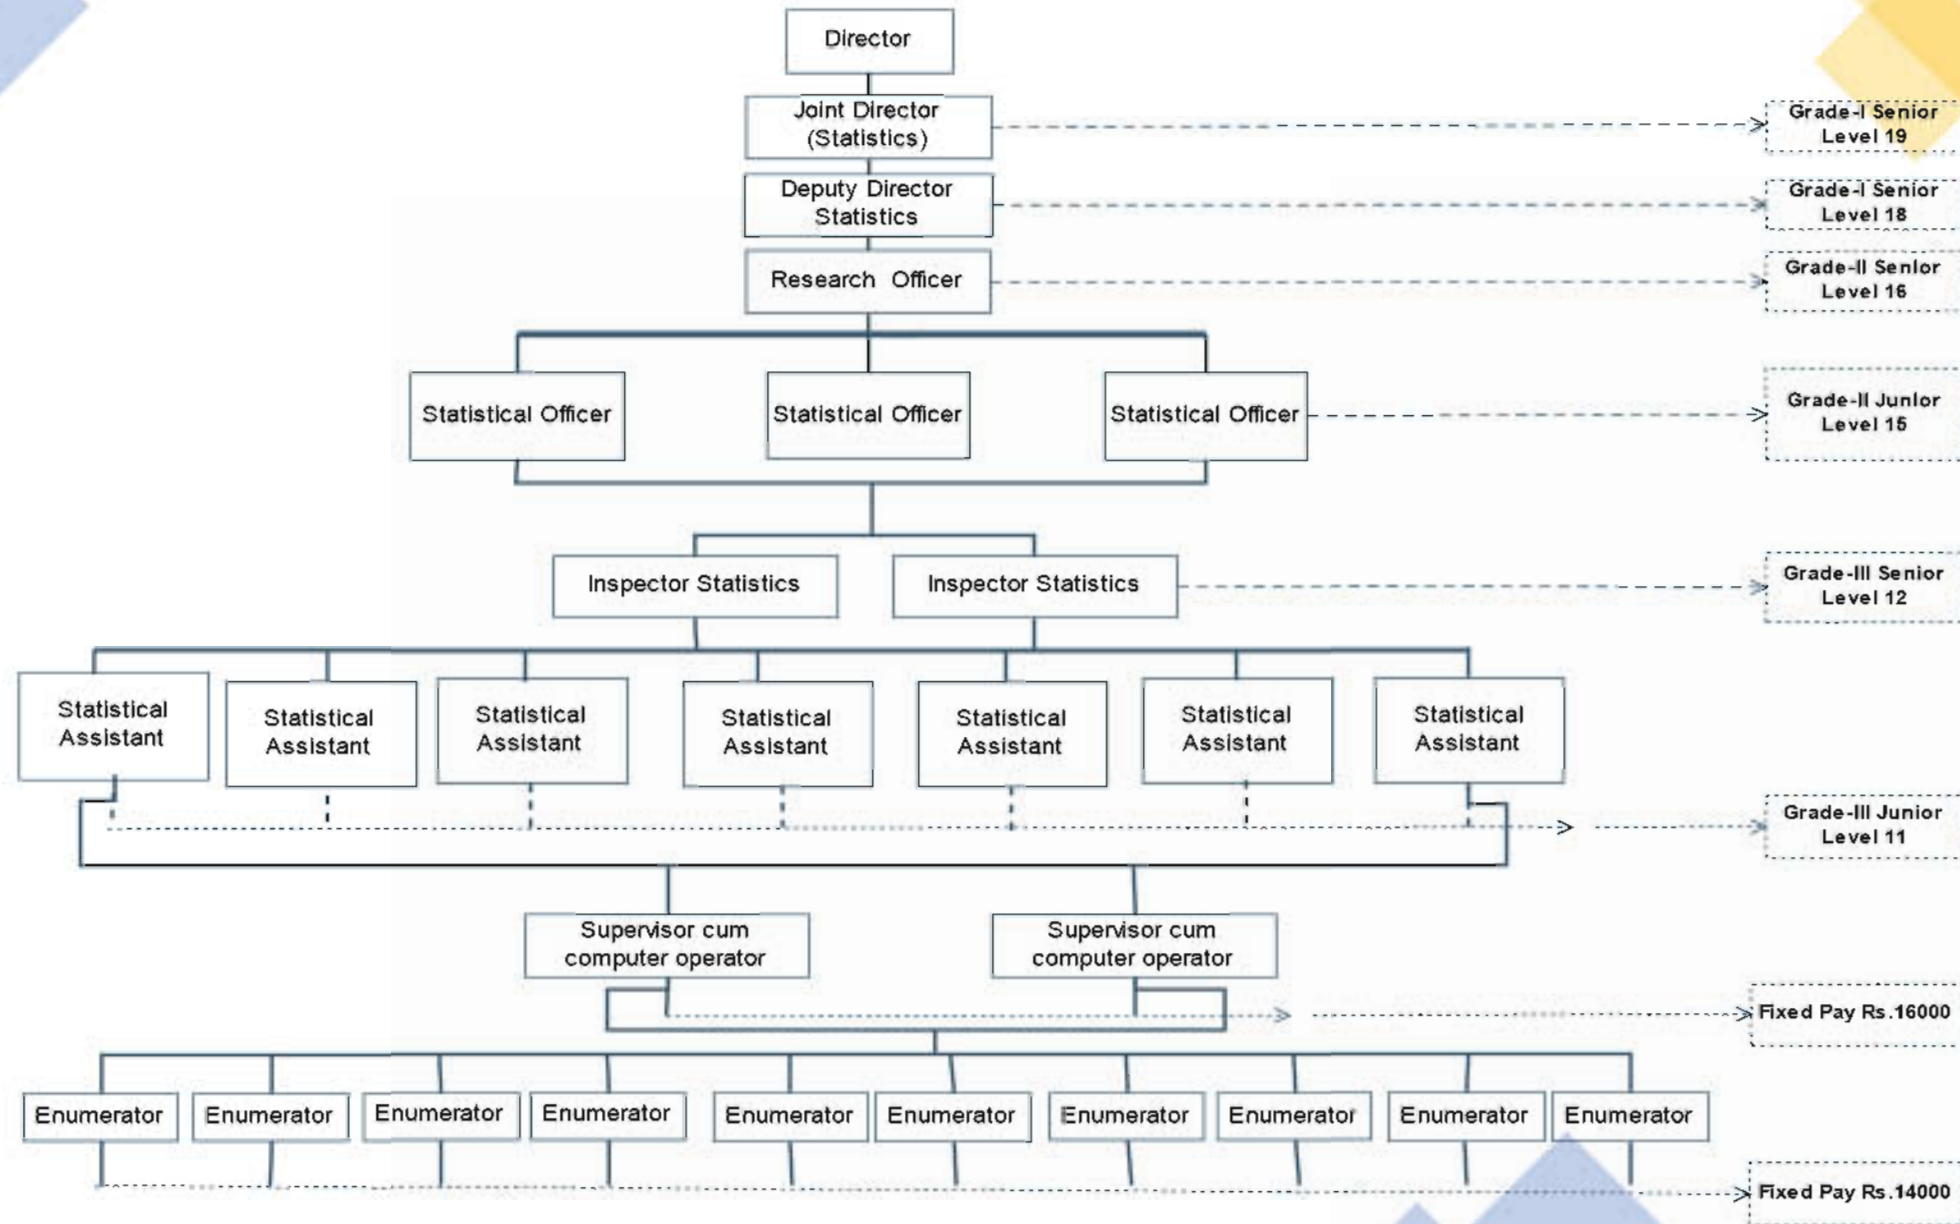 Director
Joint Director
(Statistics)
Grade-I Senior
Level 19
Deputy Director
Statistics
Grade-I Senior
Level 18
Research Officer
Grade-II Senior
Level 16
Statistical Officer
Statistical Officer
Statistical Officer
Grade-II Junior
Level 15
Inspector Statistics
Inspector Statistics
Grade-III Senior
Level 12
Statistical
Assistant
Statistical
Assistant
Statistical
Assistant
Statistical
Assistant
Statistical
Assistant
Statistical
Assistant
Statistical
Assistant
Grade-III Junior
Level 11
Supervisor cum
computer operator
Supervisor cum
computer operator
Fixed Pay Rs.16000
Enumerator
Enumerator
Enumerator
Enumerator
Enumerator
Enumerator
Enumerator
Enumerator
Enumerator
Enumerator
Fixed Pay Rs.14000